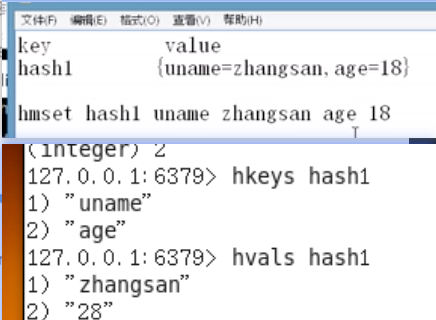 文件(F) 编辑(E) 格式(O) 查看(V) 帮助(H)
key value
hash1 {uname=zhangsan,age=18}
hmset hash1 uname zhangsan age 18
(integer) 2
127.0.0.1:6379> hkeys hash1
1) "uname"
2) "age"
127.0.0.1:6379> hvals hash1
1) "zhangsan"
2) "28"